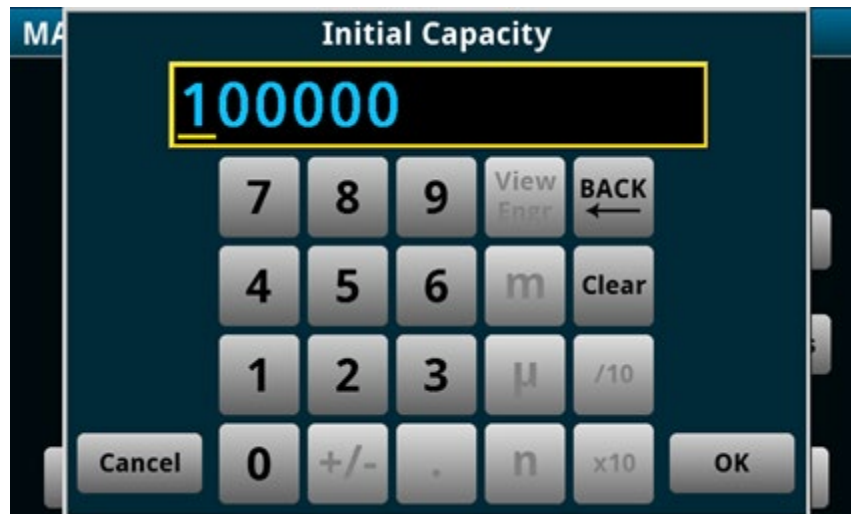 MA
Initial Capacity
100000
7 8 9 View Engr BACK
4 5 6 m Clear
1 2 3 µ /10
Cancel 0 +/- . n x10 OK
s